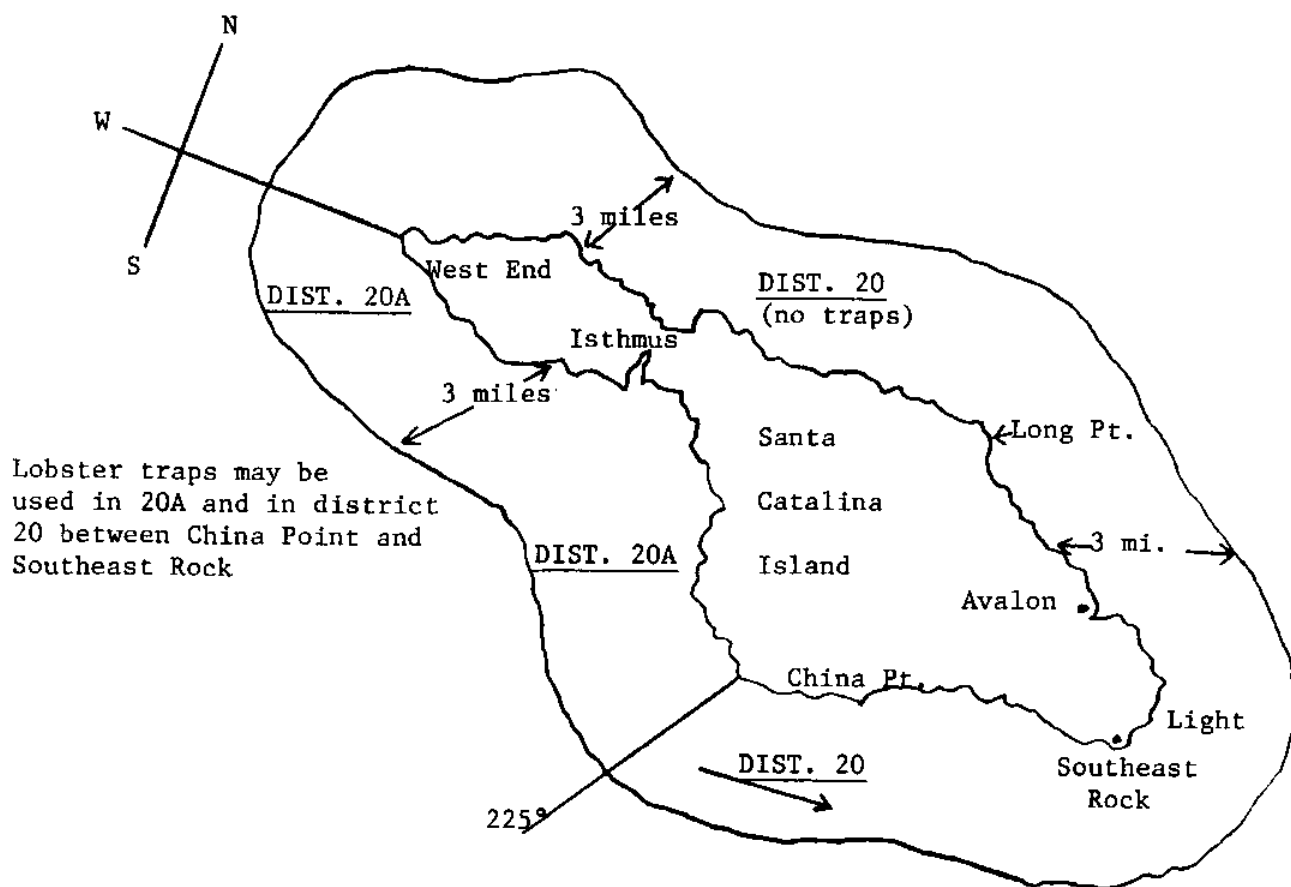 N
W
S
3 miles
West End
DIST. 20A
DIST. 20
(no traps)
Isthmus
3 miles
Long Pt.
Santa
Catalina
Island
Lobster traps may be
used in 20A and in district
20 between China Point and
Southeast Rock
DIST. 20A
3 mi.
Avalon
China Pt.
Light
DIST. 20
Southeast
Rock
225°